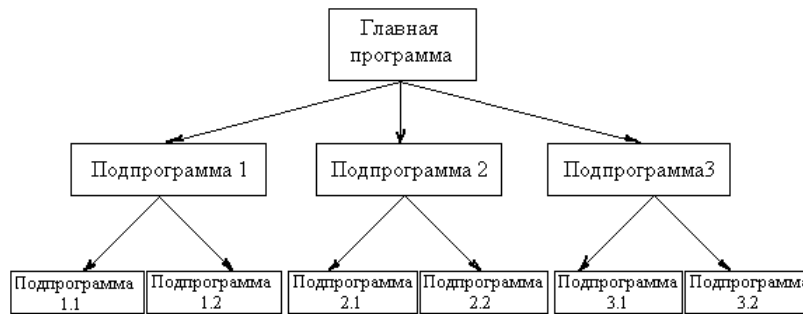 Главная
программа
Подпрограмма 1
Подпрограмма 2
Подпрограмма3
Подпрограмма
1.1
Подпрограмма
1.2
Подпрограмма
2.1
Подпрограмма
2.2
Подпрограмма
3.1
Подпрограмма
3.2